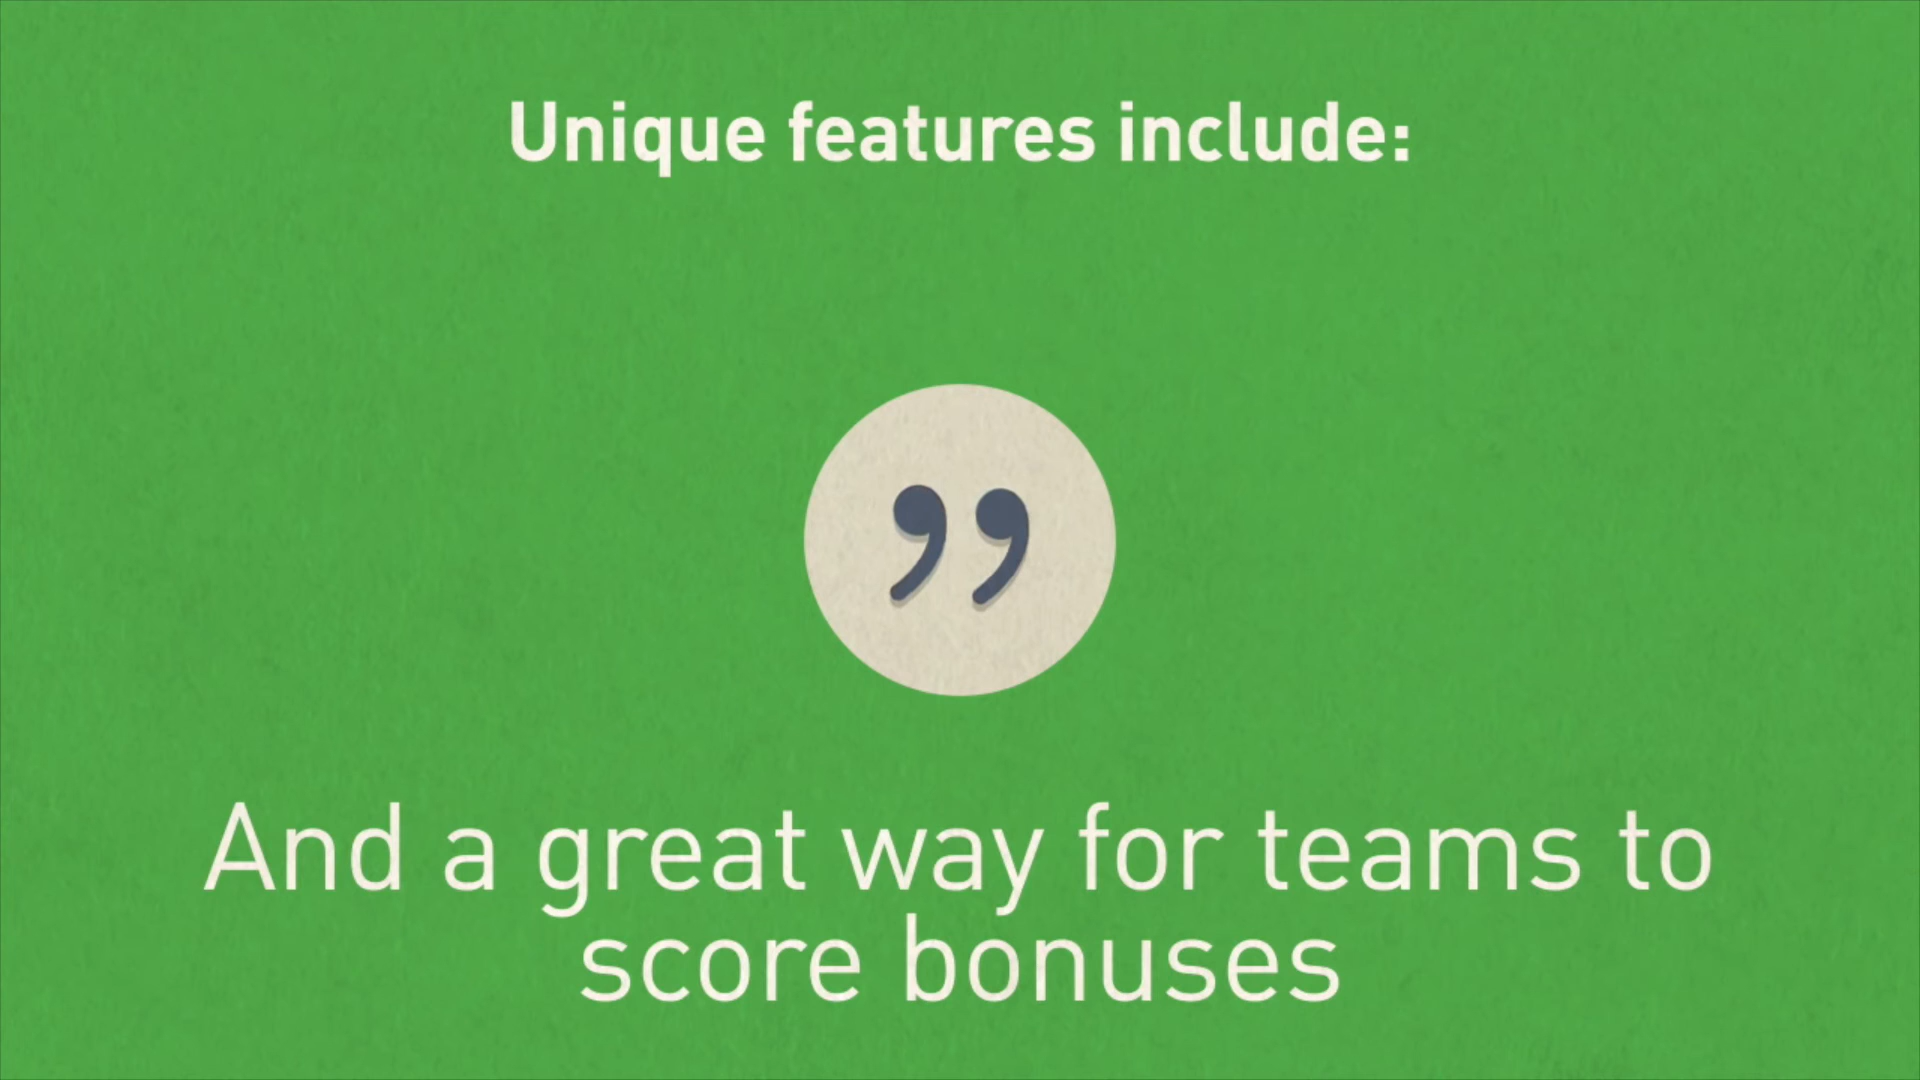 Unique features include:
”
And a great way for teams to
score bonuses